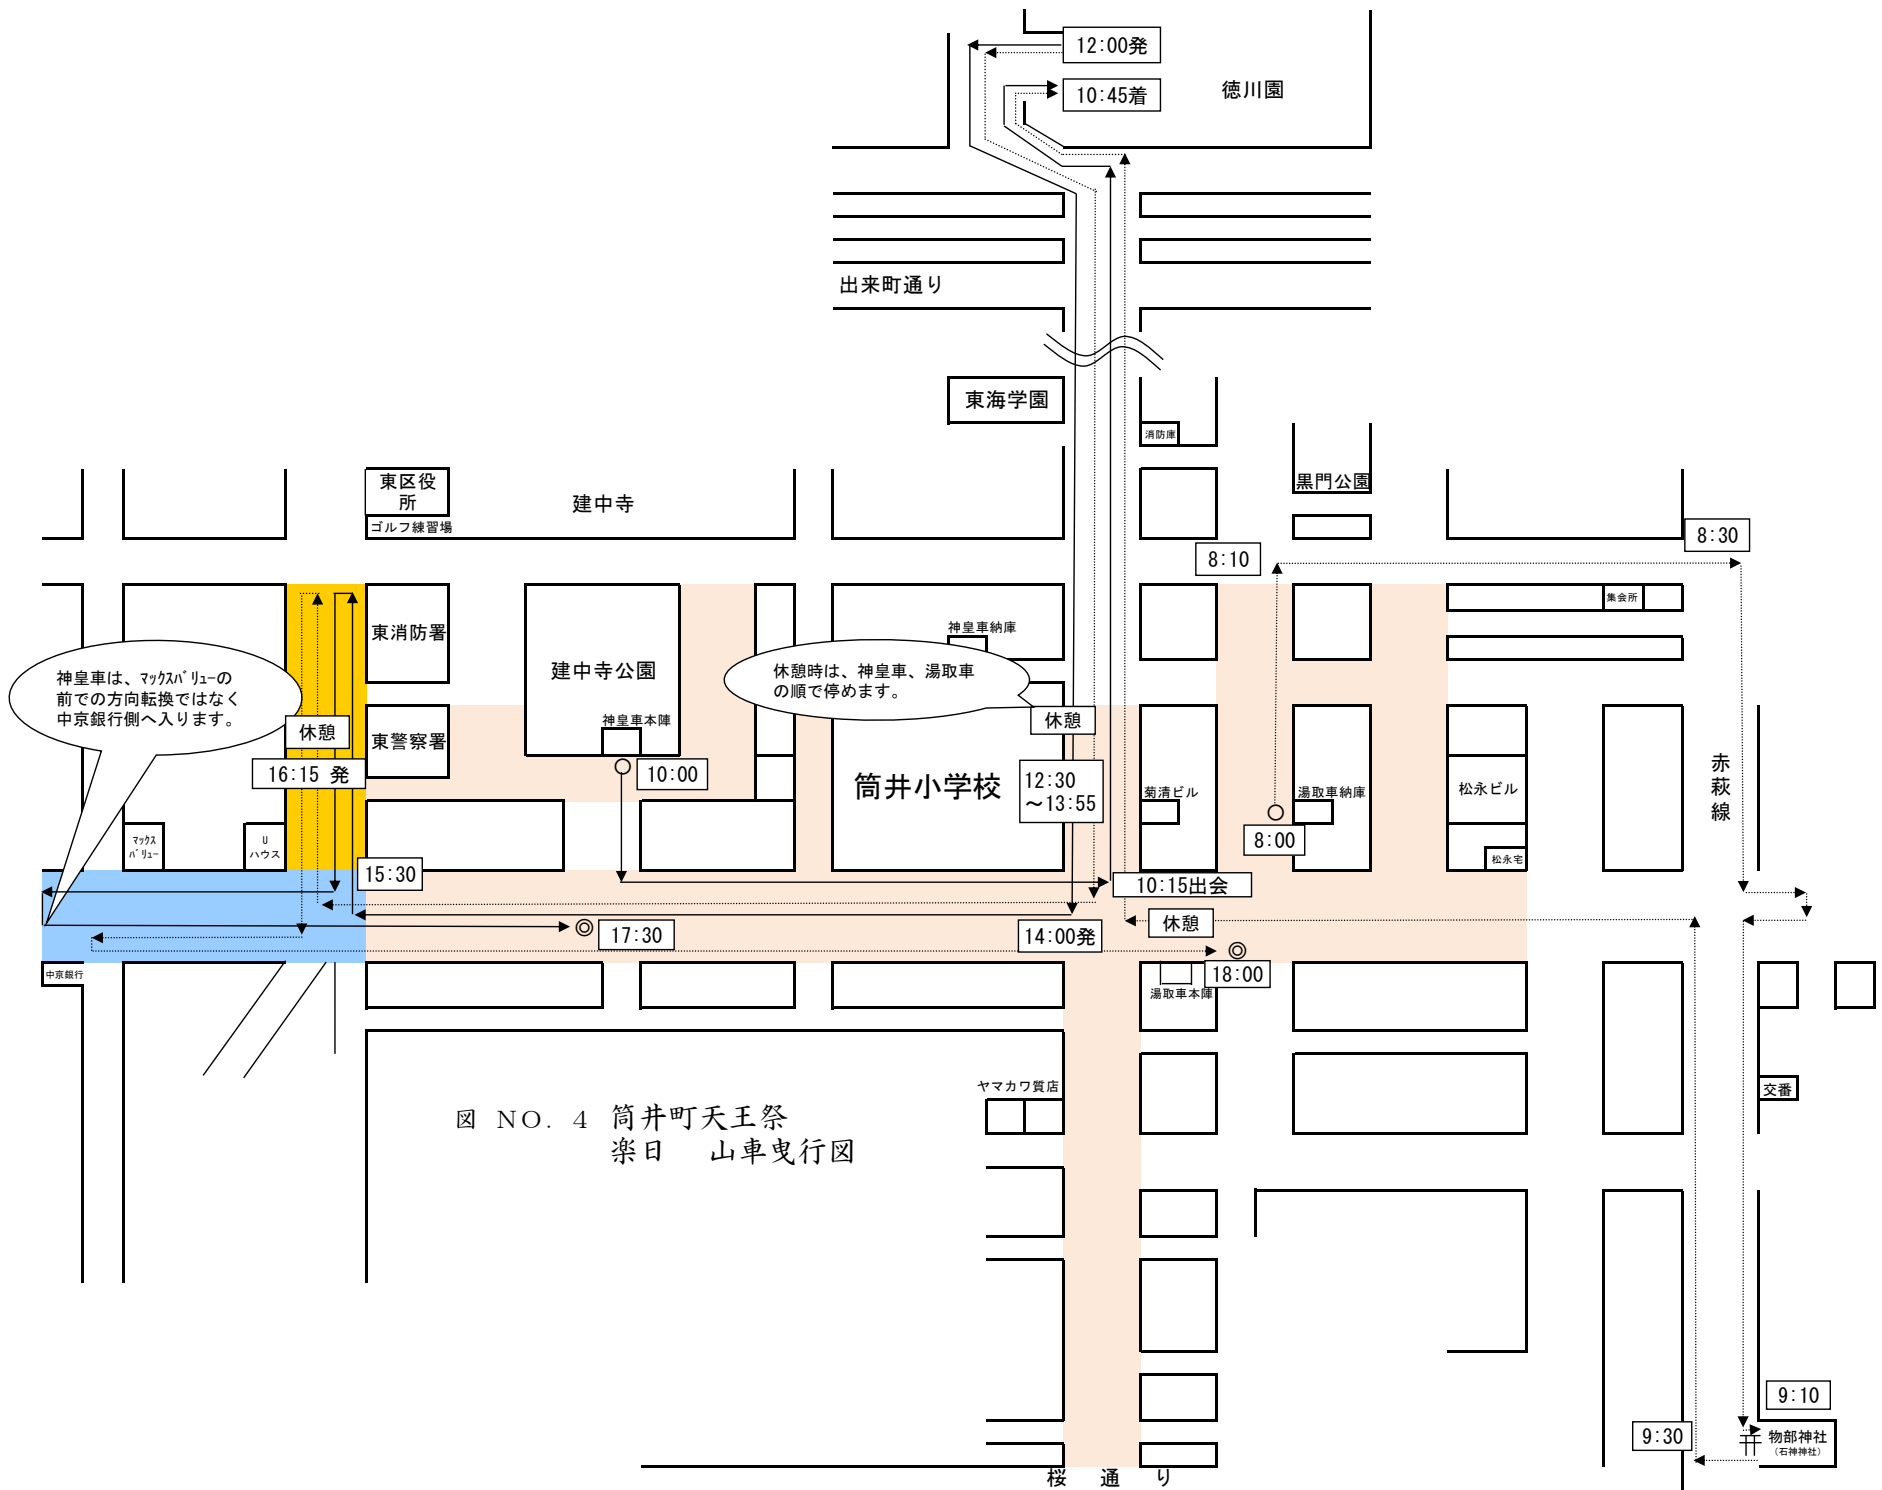 12:00発
10:45着
徳川園
出来町通り
東海学園
消防庫
東区役
所
ゴルフ練習場
建中寺
黒門公園
8:30
8:10
集会所
東消防署
建中寺公園
神皇車納庫
神皇車は、マックスバリューの
前での方向転換ではなく
中京銀行側へ入ります。
休憩時は、神皇車、湯取車
の順で停めます。
休憩
休憩
神皇車本陣
東警察署
16:15 発
10:00
筒井小学校
12:30
～13:55
菊清ビル
湯取車納庫
松永ビル
赤萩線
8:00
マックス
バリュー
U
ハウス
松永宅
15:30
10:15出会
休憩
17:30
14:00発
中京銀行
18:00
湯取車本陣
ヤマカワ質店
交番
図 NO. 4 筒井町天王祭
楽日 山車曳行図
9:10
9:30
物部神社
(石神神社)
桜 通 り